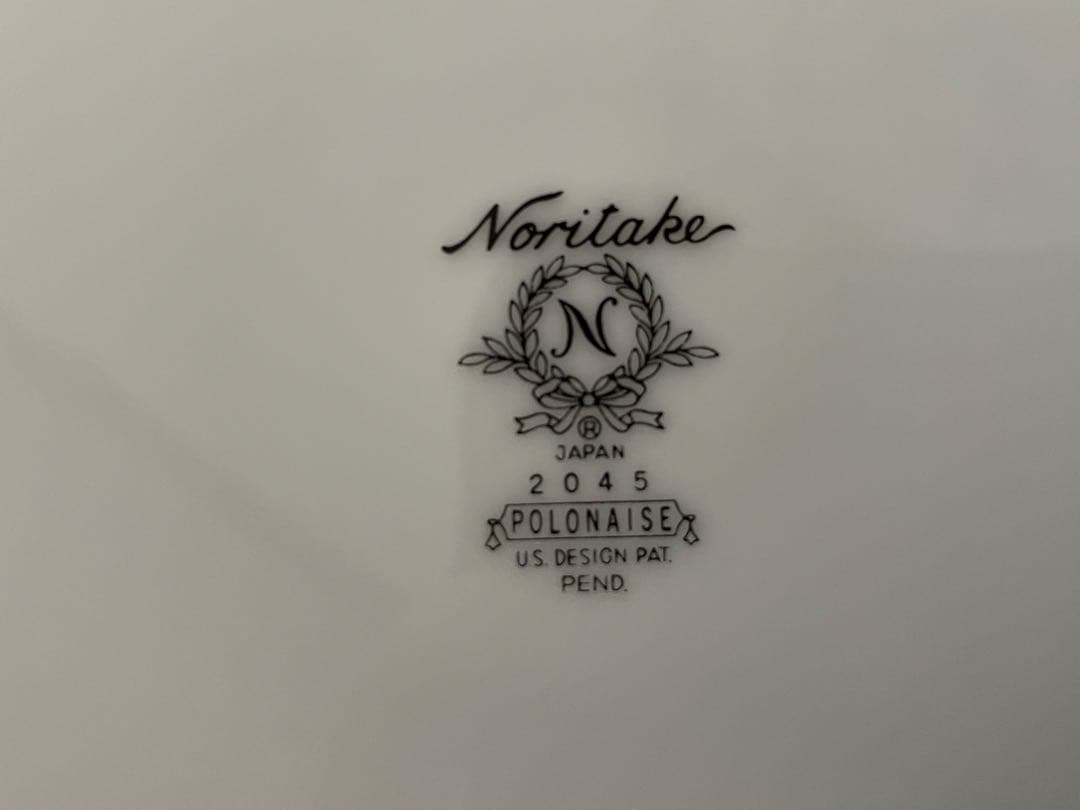 Noritake
N
®
JAPAN
2045
POLONAISE
U.S. DESIGN PAT.
PEND.